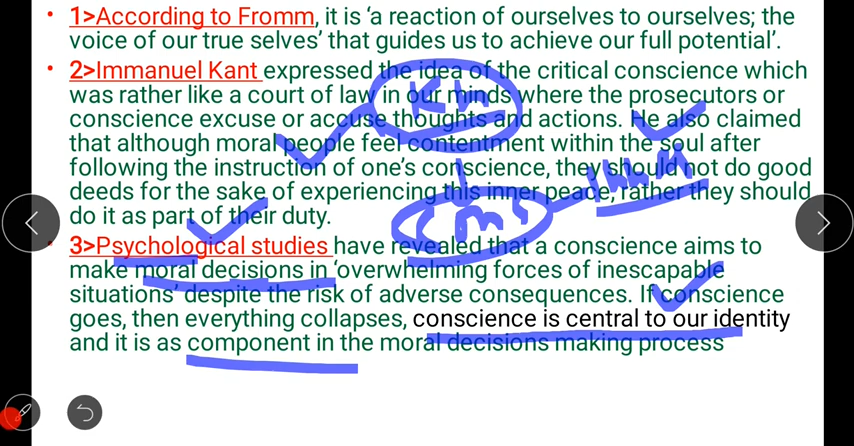 • 1>According to Fromm, it is ‘a reaction of ourselves to ourselves; the
voice of our true selves’ that guides us to achieve our full potential’.
• 2>Immanuel Kant expressed the idea of the critical conscience which
was rather like a court of law in our minds where the prosecutors or
conscience excuse or accuse thoughts and actions. He also claimed
that although moral people feel contentment within the soul after
following the instruction of one’s conscience, they should not do good
deeds for the sake of experiencing this inner peace, rather they should
do it as part of their duty.
• 3>Psychological studies have revealed that a conscience aims to
make moral decisions in ‘overwhelming forces of inescapable
situations’ despite the risk of adverse consequences. If conscience
goes, then everything collapses, conscience is central to our identity
and it is as component in the moral decisions making process